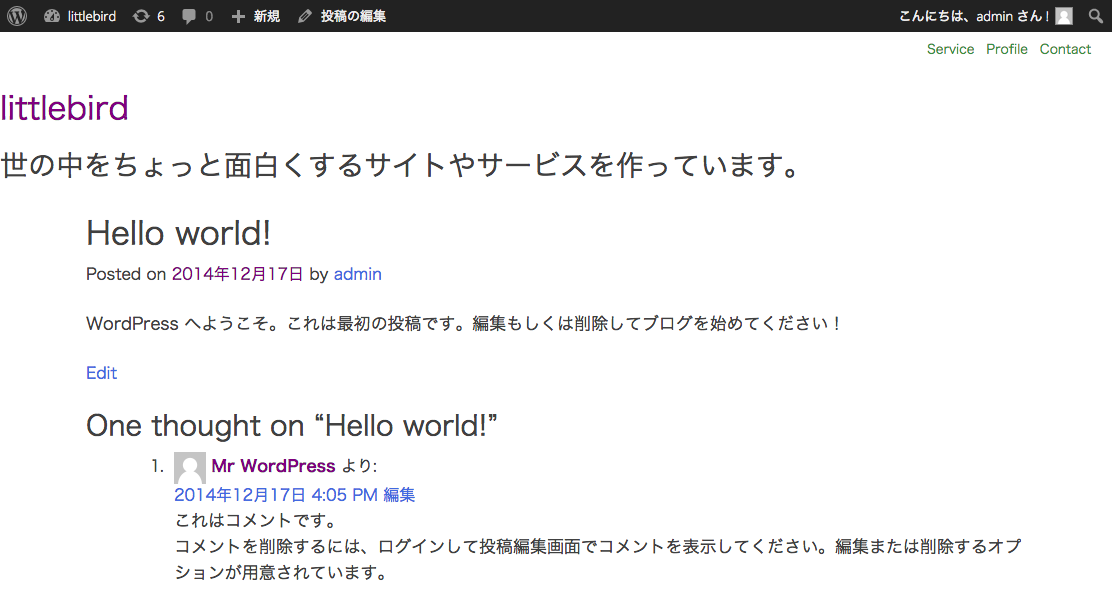 littlebird 6 0 新規 投稿の編集 こんにちは、admin さん!
Service Profile Contact
littlebird
世の中をちょっと面白くするサイトやサービスを作っています。
Hello world!
Posted on 2014年12月17日 by admin
WordPress へようこそ。これは最初の投稿です。編集もしくは削除してブログを始めてください！
Edit
One thought on “Hello world!”
1. Mr WordPress より:
2014年12月17日 4:05 PM 編集
これはコメントです。
コメントを削除するには、ログインして投稿編集画面でコメントを表示してください。編集または削除するオプ
ションが用意されています。